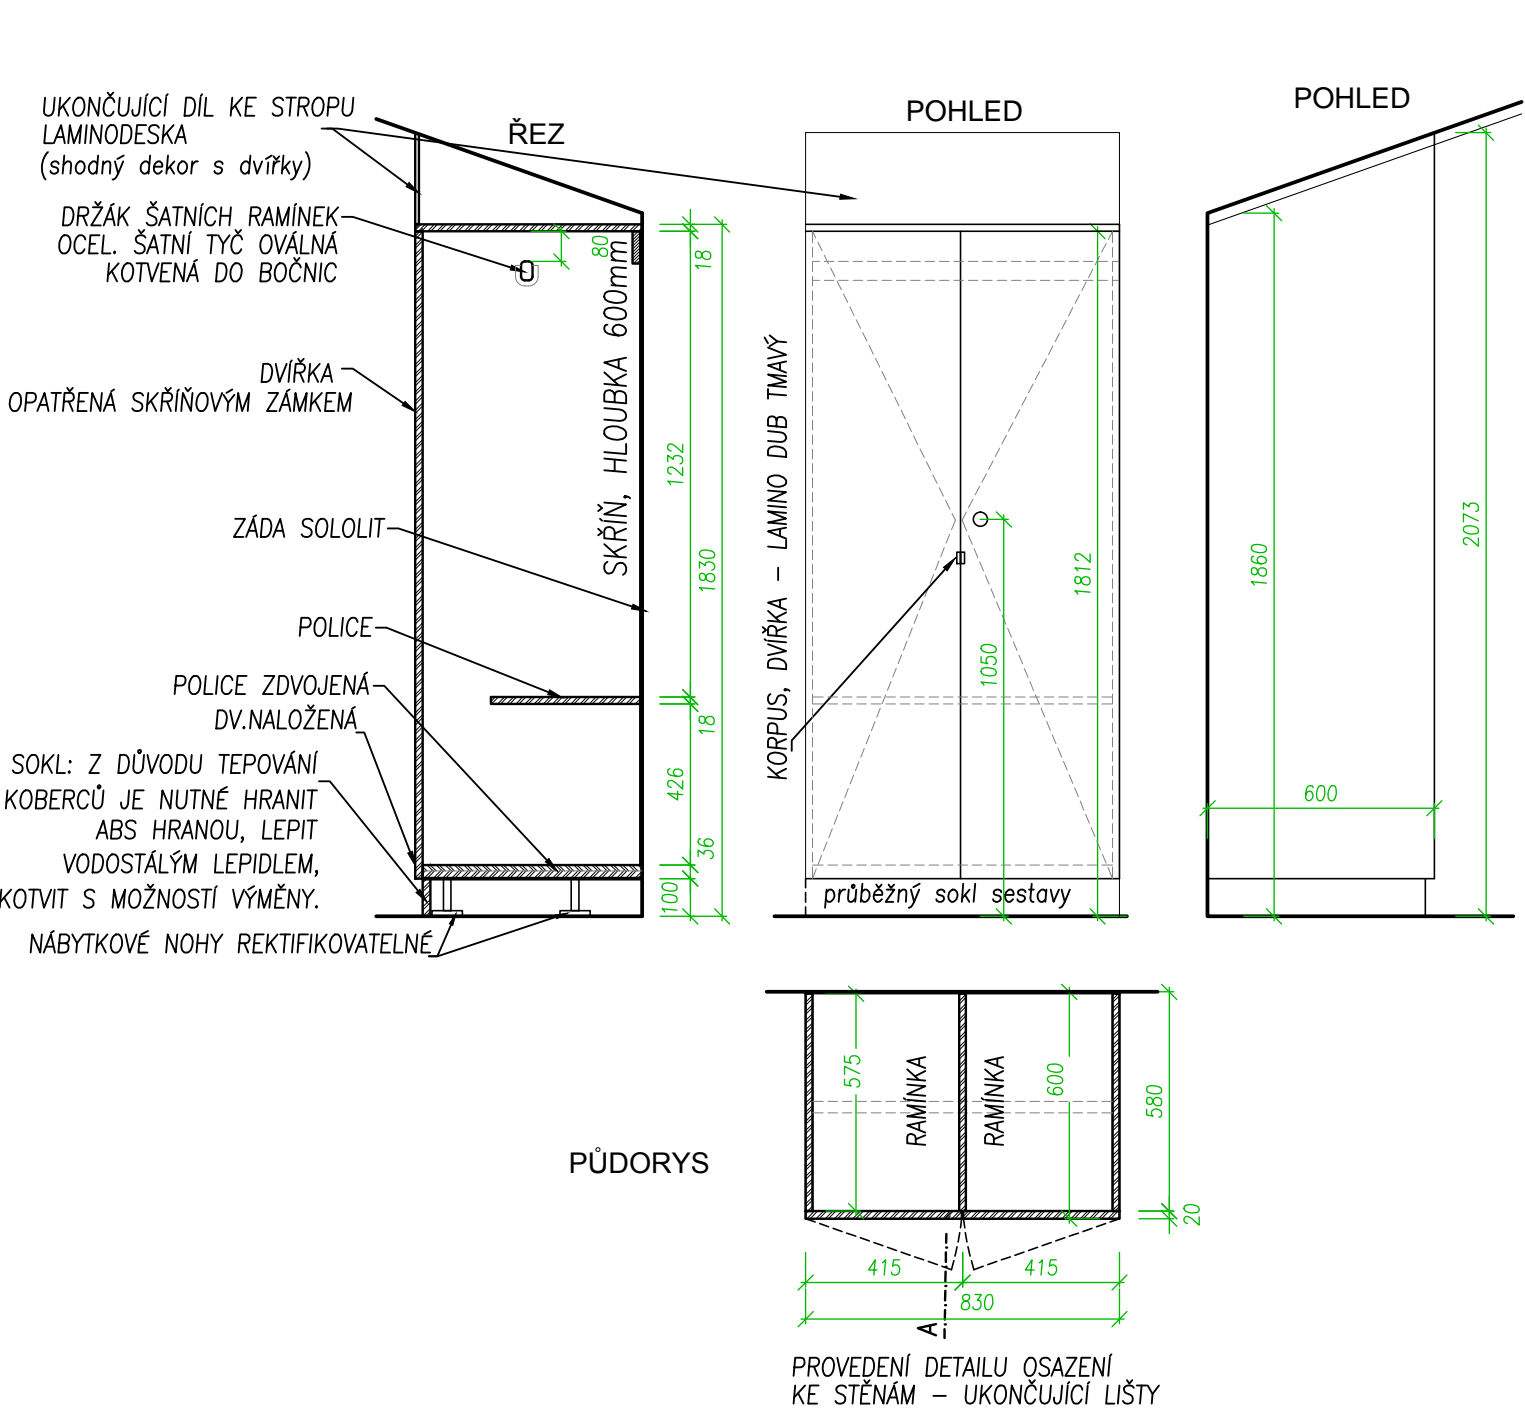 UKONČUJÍCÍ DÍL KE STROPU
LAMINODESKA
(shodný dekor s dvířky)
ŘEZ
POHLED
POHLED
DRŽÁK ŠATNÍCH RAMÍNEK
OCEL. ŠATNÍ TYČ OVÁLNÁ
KOTVENÁ DO BOČNIC
DVÍŘKA
OPATŘENÁ SKŘÍŇOVÝM ZÁMKEM
ZÁDA SOLOLIT
POLICE
POLICE ZDVOJENÁ
DV.NALOŽENÁ
SOKL: Z DŮVODU TEPOVÁNÍ
KOBERCŮ JE NUTNÉ HRANIT
ABS HRANOU, LEPIT
VODOSTÁLÝM LEPIDLEM,
KOTVIT S MOŽNOSTÍ VÝMĚNY.
NÁBYTKOVÉ NOHY REKTIFIKOVATELNÉ
SKŘÍŇ, HLOUBKA 600mm
80
18
1232
1830
18
426
36
100
KORPUS, DVÍŘKA – LAMINO DUB TMAVÝ
1050
1812
průběžný sokl sestavy
1860
2073
600
PŮDORYS
575
RAMÍNKA
RAMÍNKA
600
580
20
415
415
830
A
PROVEDENÍ DETAILU OSAZENÍ
KE STĚNÁM – UKONČUJÍCÍ LIŠTY